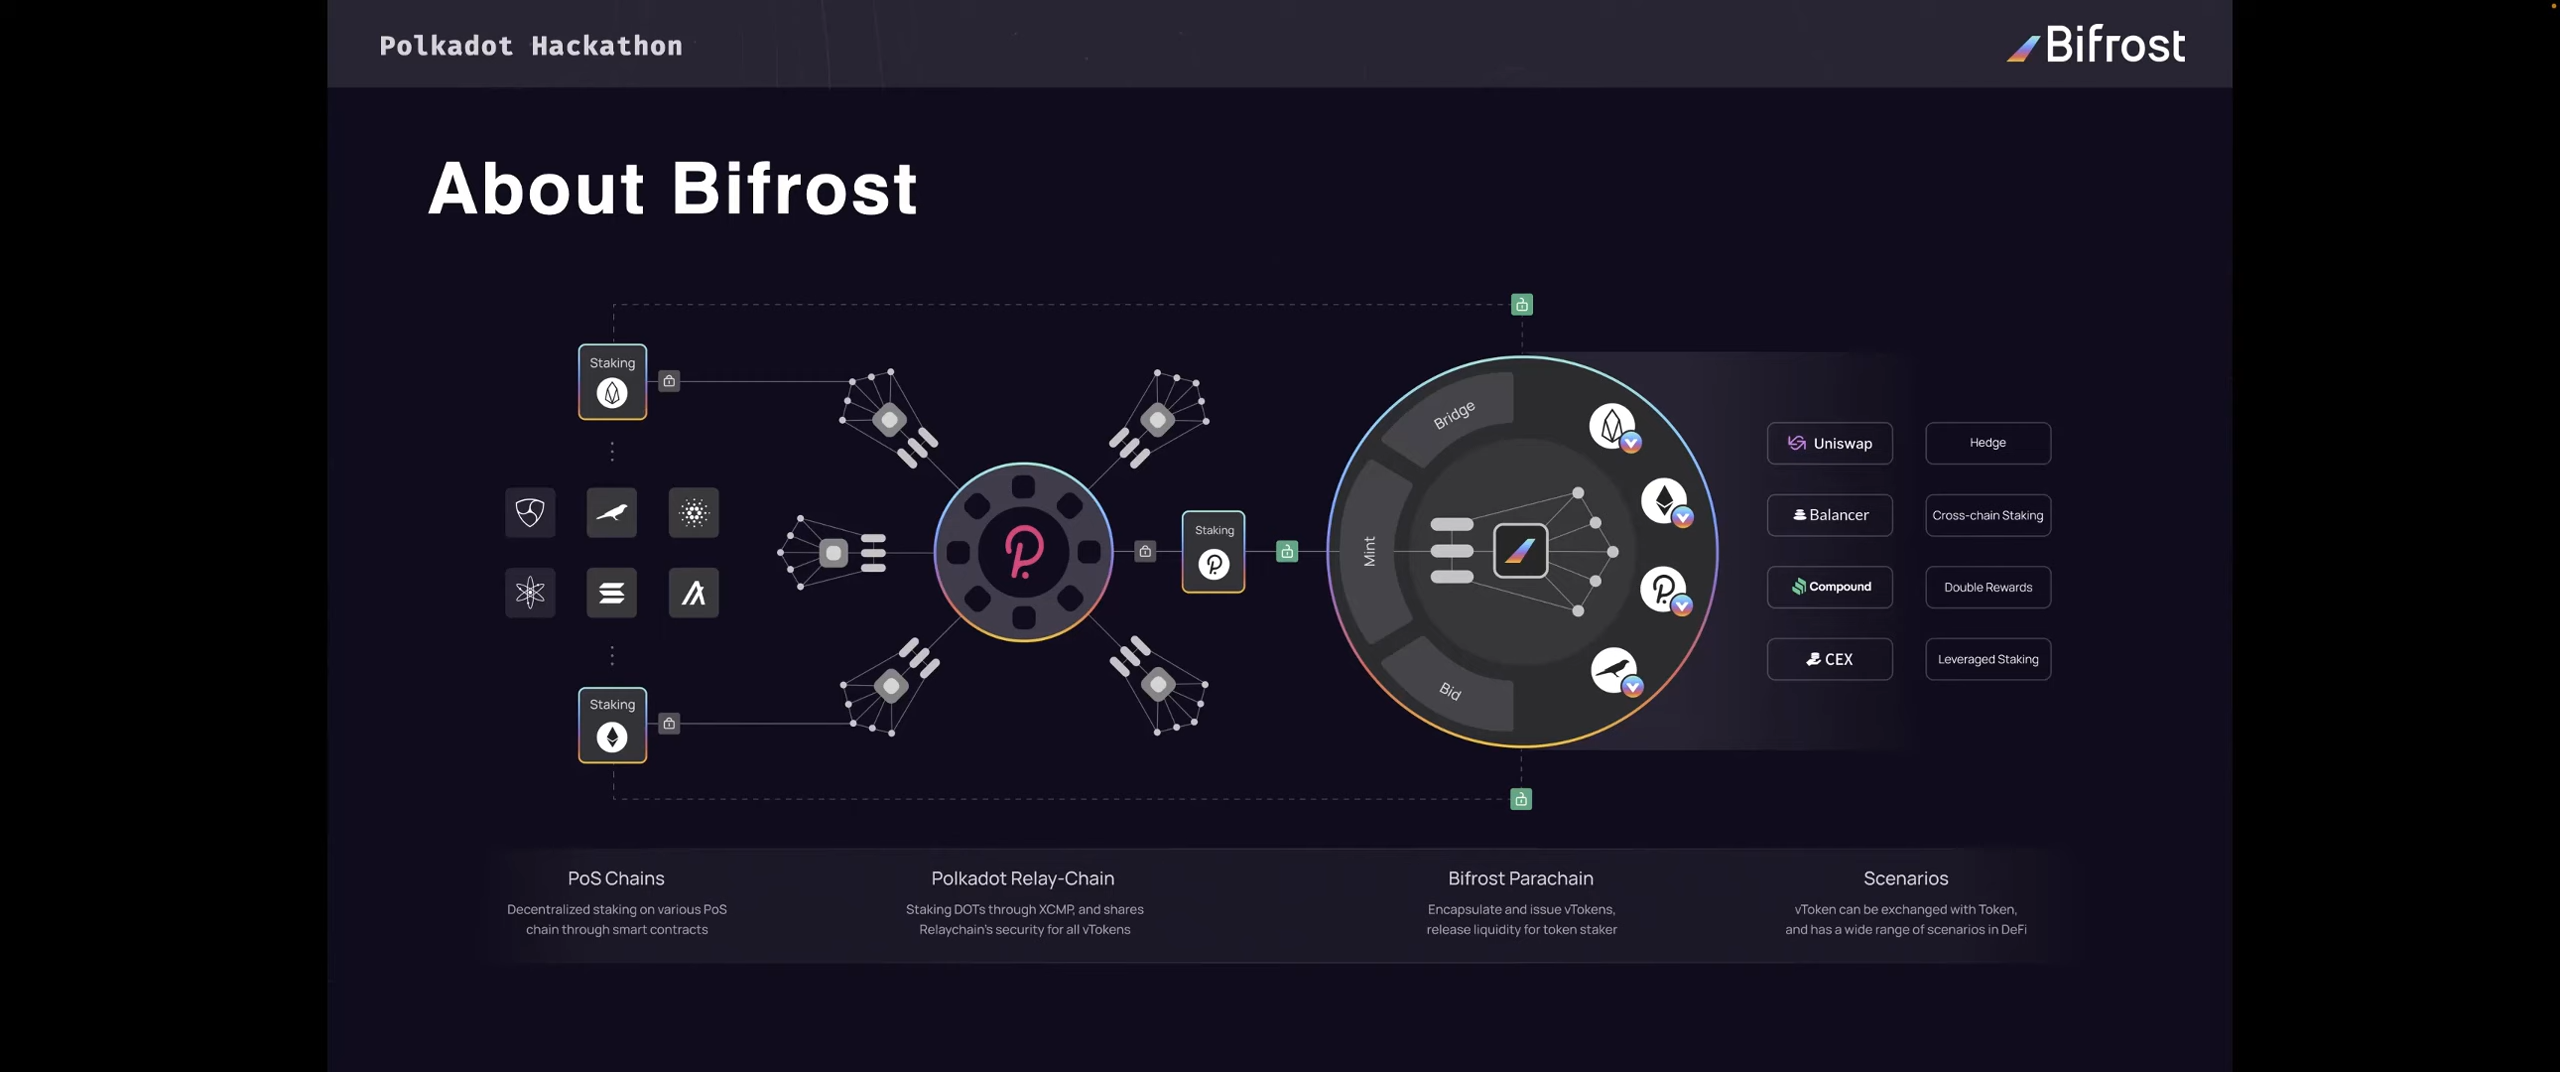 Polkadot Hackathon
Bifrost
About Bifrost
Staking
Staking
Staking
Bridge
Mint
Bid
Uniswap
Hedge
Balancer
Cross-chain Staking
Compound
Double Rewards
CEX
Leveraged Staking
PoS Chains
Decentralized staking on various PoS
chain through smart contracts
Polkadot Relay-Chain
Staking DOTs through XCMP, and shares
Relaychain's security for all vTokens
Bifrost Parachain
Encapsulate and issue vTokens,
release liquidity for token staker
Scenarios
vToken can be exchanged with Token,
and has a wide range of scenarios in DeFi